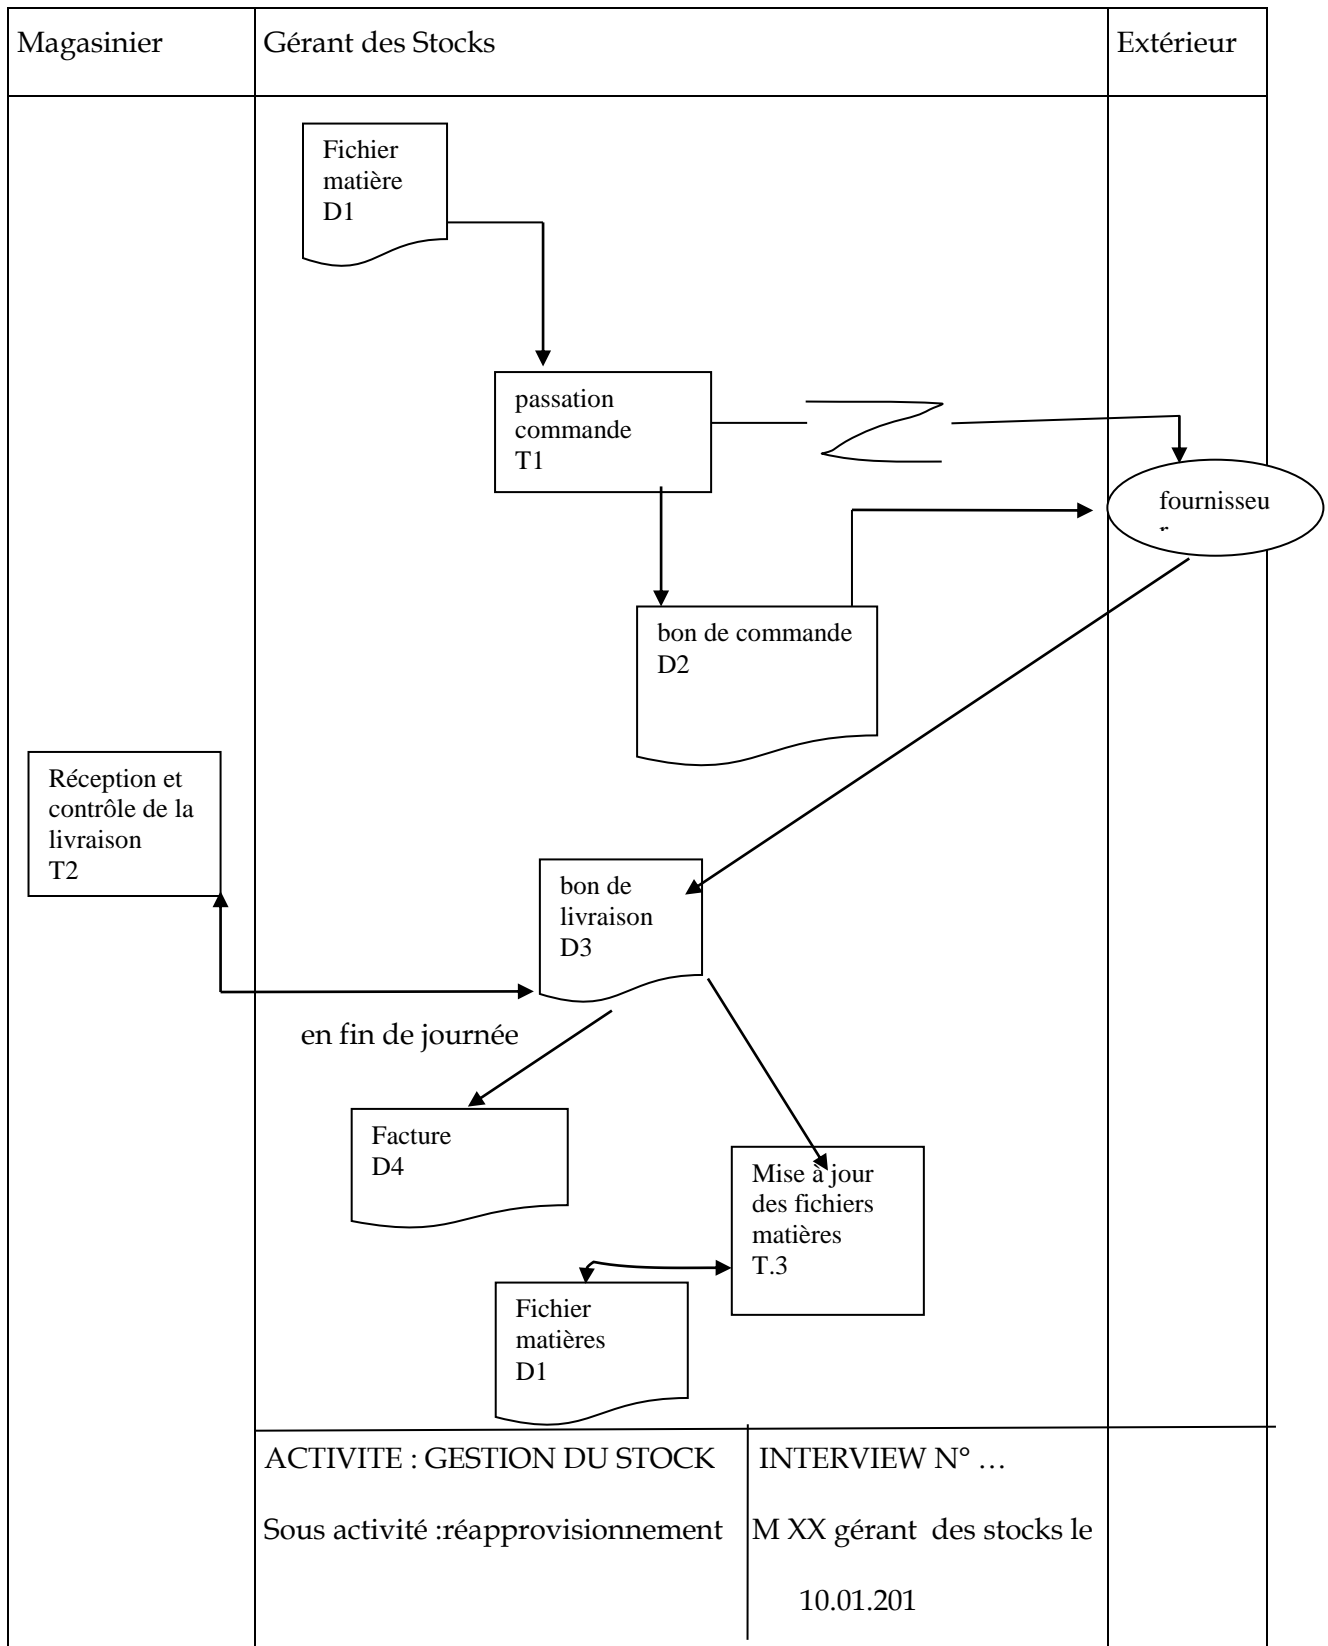 Magasinier
Gérant des Stocks
Extérieur
Fichier
matière
D1
passation
commande
T1
fournisseu
r
bon de commande
D2
Réception et
contrôle de la
livraison
T2
bon de
livraison
D3
en fin de journée
Facture
D4
Mise à jour
des fichiers
matières
T.3
Fichier
matières
D1
ACTIVITE : GESTION DU STOCK
INTERVIEW N° …
Sous activité :réapprovisionnement
M XX gérant  des stocks le
10.01.201